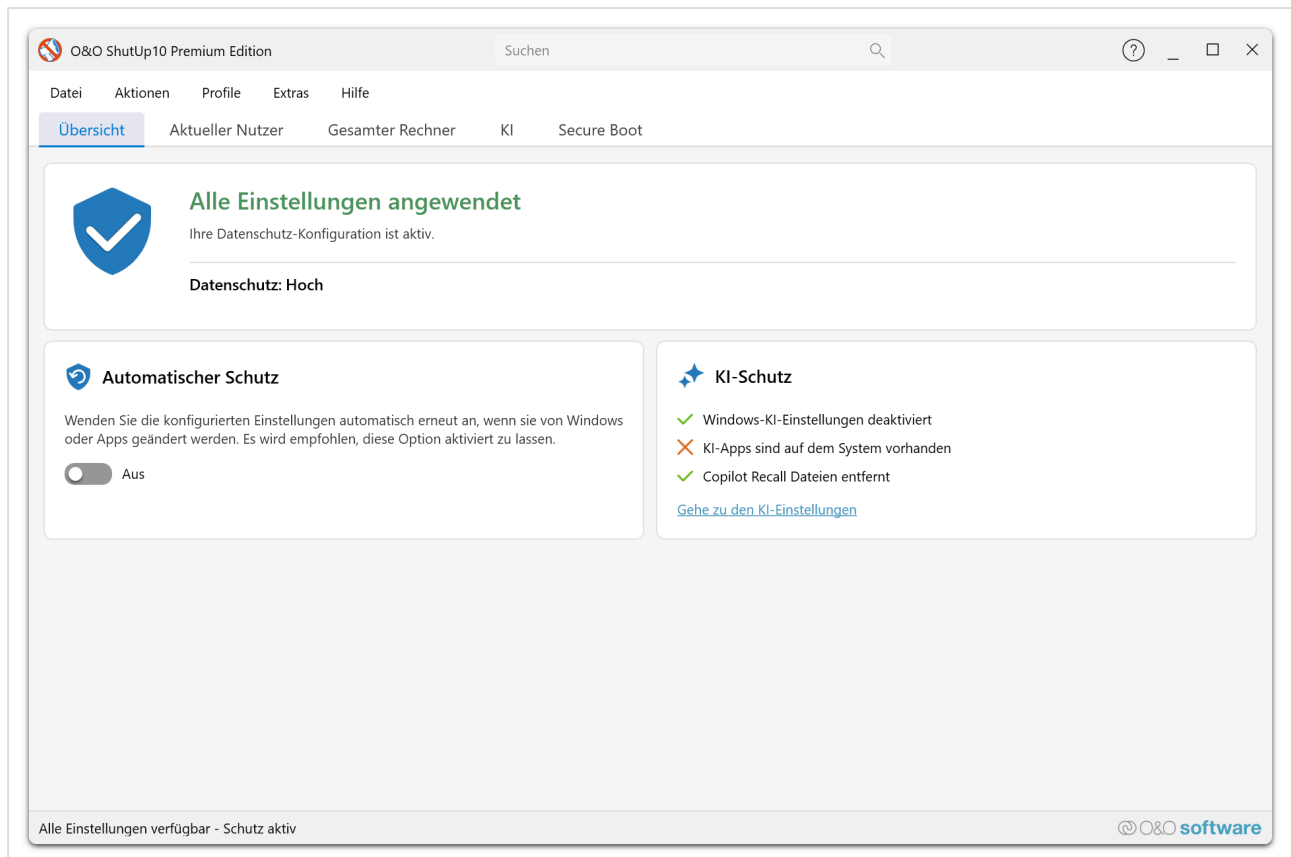 O&O ShutUp10 Premium Edition
Suchen
?
Datei Aktionen Profile Extras Hilfe
Übersicht Aktueller Nutzer Gesamter Rechner KI Secure Boot
Alle Einstellungen angewendet
Ihre Datenschutz-Konfiguration ist aktiv.
Datenschutz: Hoch
Automatischer Schutz
Wenden Sie die konfigurierten Einstellungen automatisch erneut an, wenn sie von Windows
oder Apps geändert werden. Es wird empfohlen, diese Option aktiviert zu lassen.
Aus
KI-Schutz
Windows-KI-Einstellungen deaktiviert
KI-Apps sind auf dem System vorhanden
Copilot Recall Dateien entfernt
Gehe zu den KI-Einstellungen
Alle Einstellungen verfügbar - Schutz aktiv
O&O software